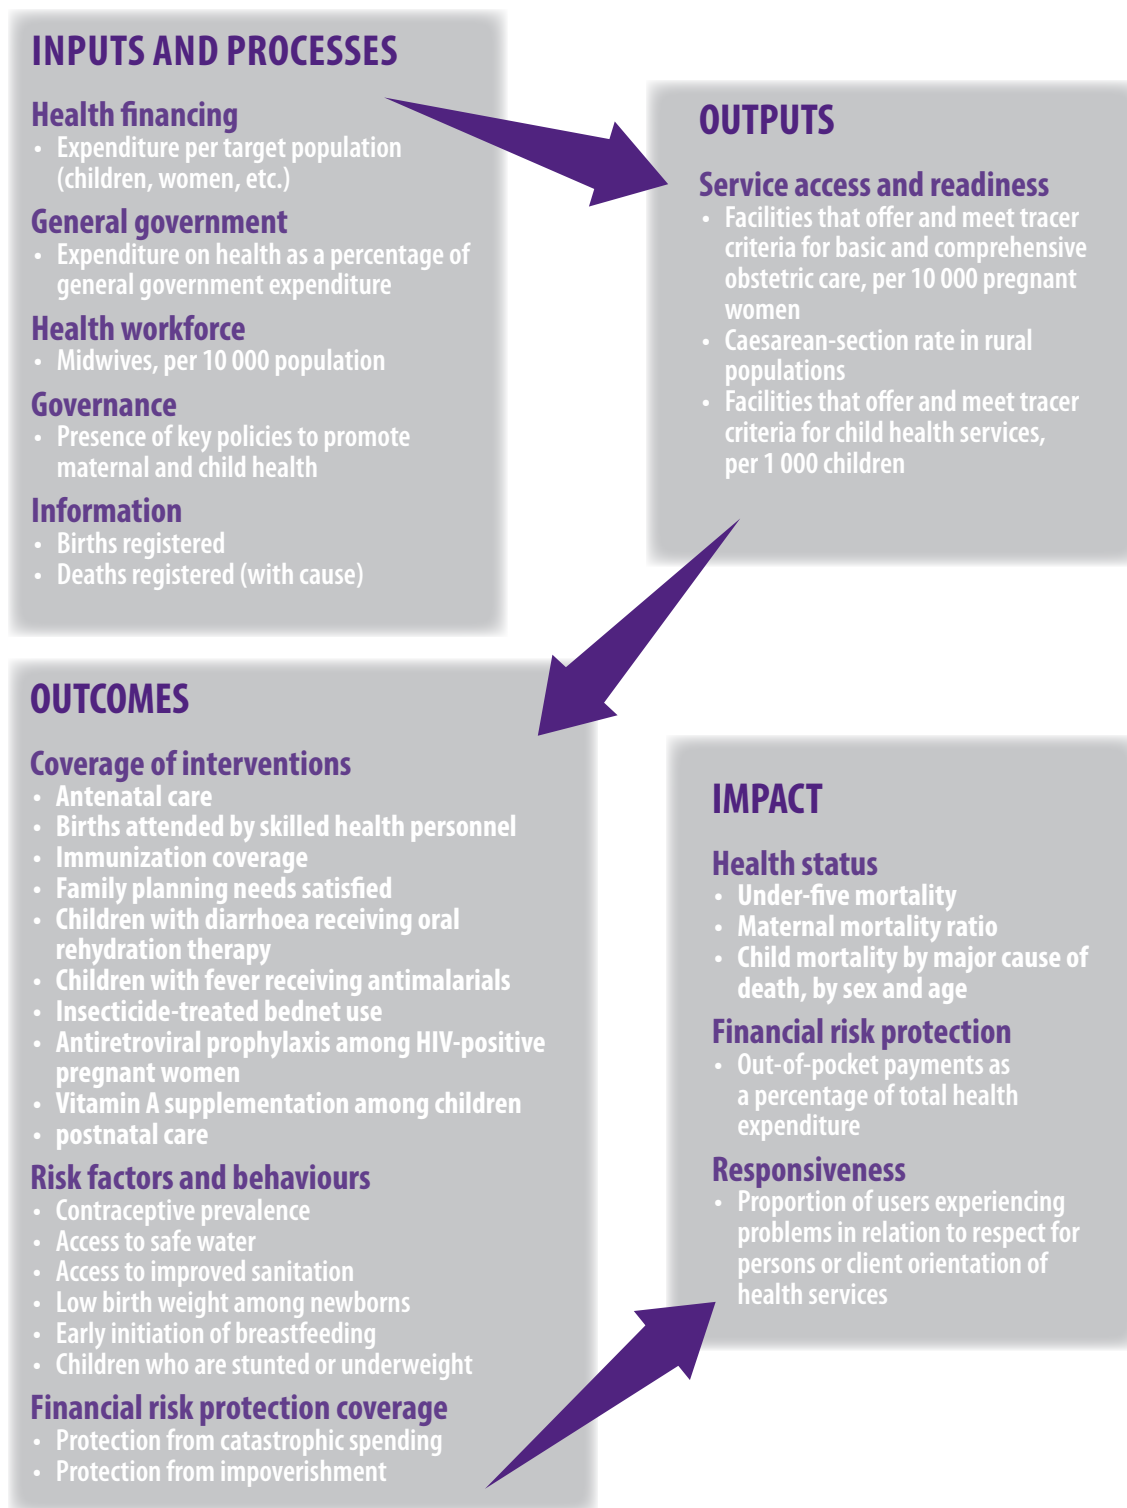 INPUTS AND PROCESSES
Health financing
• Expenditure per target population
(children, women, etc.)
General government
• Expenditure on health as a percentage of
general government expenditure
Health workforce
• Midwives, per 10 000 population
Governance
• Presence of key policies to promote
maternal and child health
Information
• Births registered
• Deaths registered (with cause)
OUTPUTS
Service access and readiness
• Facilities that offer and meet tracer
criteria for basic and comprehensive
obstetric care, per 10 000 pregnant
women
• Caesarean-section rate in rural
populations
• Facilities that offer and meet tracer
criteria for child health services,
per 1 000 children
OUTCOMES
Coverage of interventions
• Antenatal care
• Births attended by skilled health personnel
• Immunization coverage
• Family planning needs satisfied
• Children with diarrhoea receiving oral
rehydration therapy
• Children with fever receiving antimalarials
• Insecticide-treated bednet use
• Antiretroviral prophylaxis among HIV-positive
pregnant women
• Vitamin A supplementation among children
• postnatal care
Risk factors and behaviours
• Contraceptive prevalence
• Access to safe water
• Access to improved sanitation
• Low birth weight among newborns
• Early initiation of breastfeeding
• Children who are stunted or underweight
Financial risk protection coverage
• Protection from catastrophic spending
• Protection from impoverishment
IMPACT
Health status
• Under-five mortality
• Maternal mortality ratio
• Child mortality by major cause of
death, by sex and age
Financial risk protection
• Out-of-pocket payments as
a percentage of total health
expenditure
Responsiveness
• Proportion of users experiencing
problems in relation to respect for
persons or client orientation of
health services